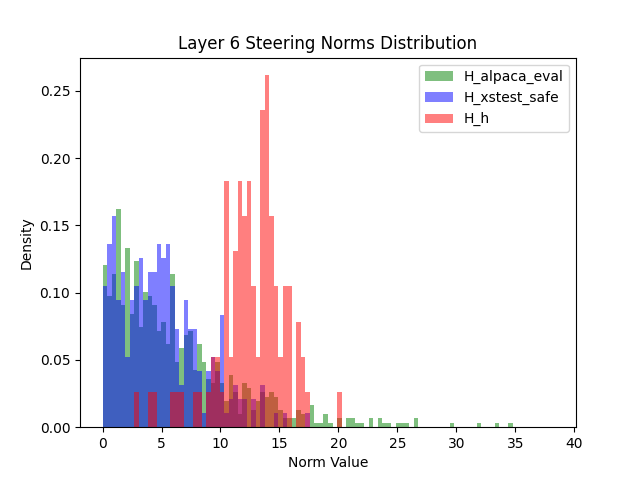 Layer 6 Steering Norms Distribution
H_alpaca_eval
H_xstest_safe
H_h
0.25
0.20
0.15
0.10
0.05
0.00
Density
0 5 10 15 20 25 30 35 40
Norm Value